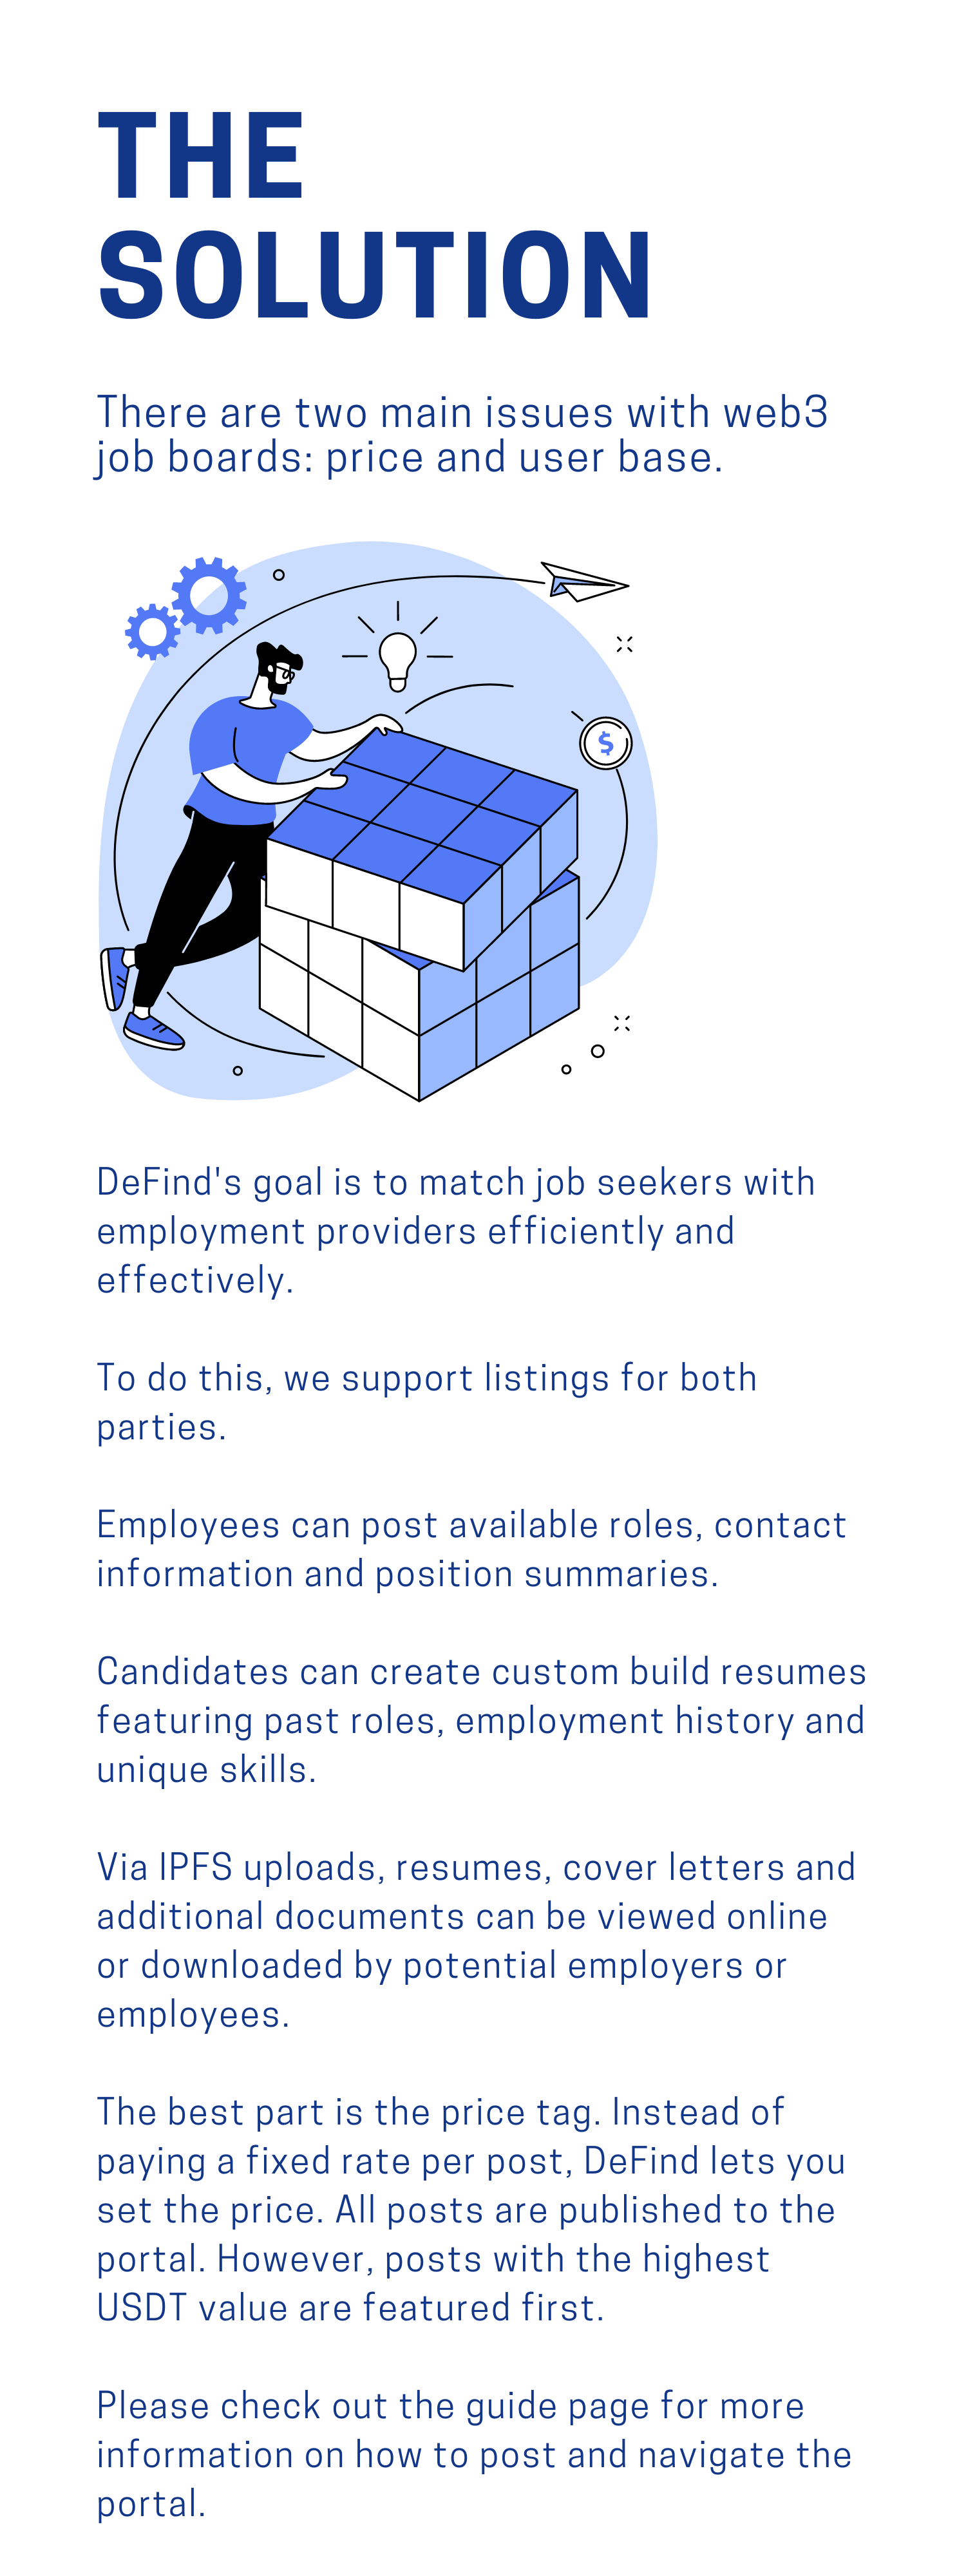 THE
SOLUTION
There are two main issues with web3
job boards: price and user base.
$
DeFind's goal is to match job seekers with
employment providers efficiently and
effectively.
To do this, we support listings for both
parties.
Employees can post available roles, contact
information and position summaries.
Candidates can create custom build resumes
featuring past roles, employment history and
unique skills.
Via IPFS uploads, resumes, cover letters and
additional documents can be viewed online
or downloaded by potential employers or
employees.
The best part is the price tag. Instead of
paying a fixed rate per post, DeFind lets you
set the price. All posts are published to the
portal. However, posts with the highest
USDT value are featured first.
Please check out the guide page for more
information on how to post and navigate the
portal.